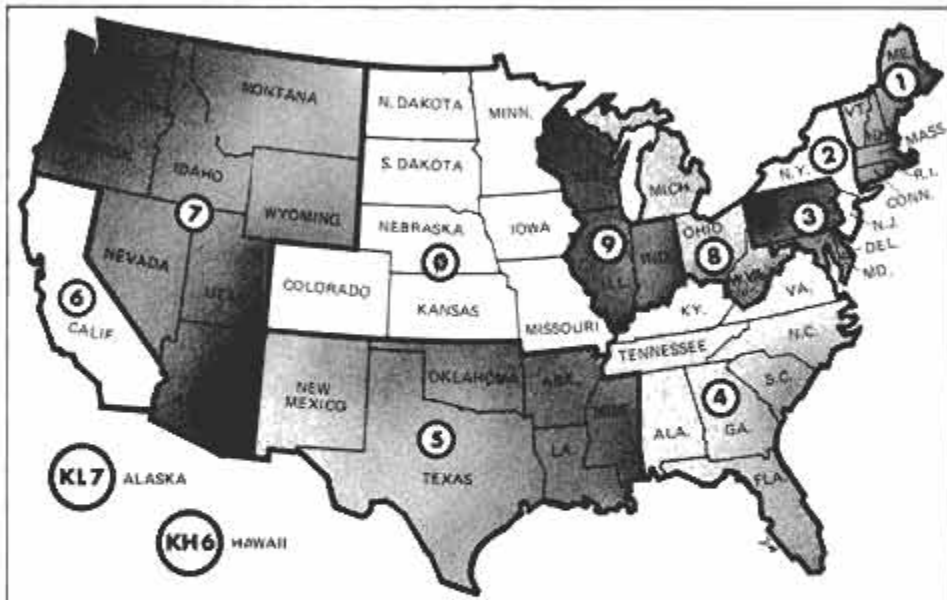 ME.
1
MONTANA
N. DAKOTA
MINN.
VT.
MASS.
2
N.Y.
S. DAKOTA
IDAHO
MICH.
R.I.
CONN.
7
WYOMING
3
NEBRASKA
IOWA
OHIO
N.J.
9
8
DEL.
NEVADA
0
IND.
MD.
COLORADO
ILL.
VA.
6
KANSAS
KY.
CALIF.
MISSOURI
N.C.
TENNESSEE
OKLAHOMA
ARK.
S.C.
NEW
MEXICO
4
5
ALA.
GA.
LA.
KL7 ALASKA
TEXAS
FLA.
KH6 HAWAII